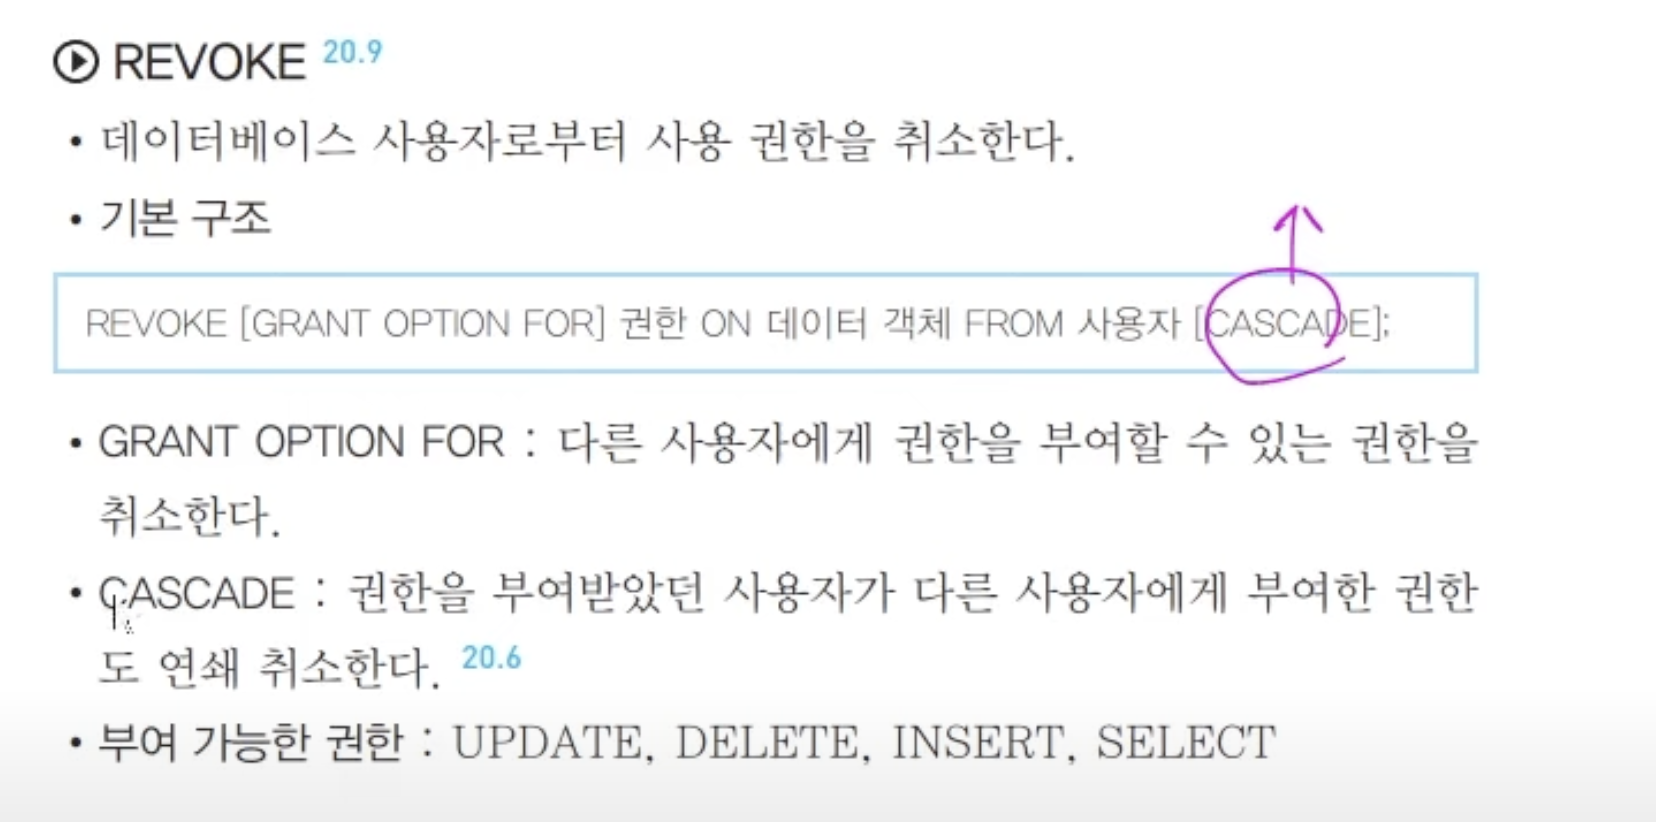 REVOKE 20.9
• 데이터베이스 사용자로부터 사용 권한을 취소한다.
• 기본 구조
REVOKE [GRANT OPTION FOR] 권한 ON 데이터 객체 FROM 사용자 [CASCADE];
• GRANT OPTION FOR : 다른 사용자에게 권한을 부여할 수 있는 권한을
취소한다.
• CASCADE : 권한을 부여받았던 사용자가 다른 사용자에게 부여한 권한
도 연쇄 취소한다. 20.6
• 부여 가능한 권한 : UPDATE, DELETE, INSERT, SELECT